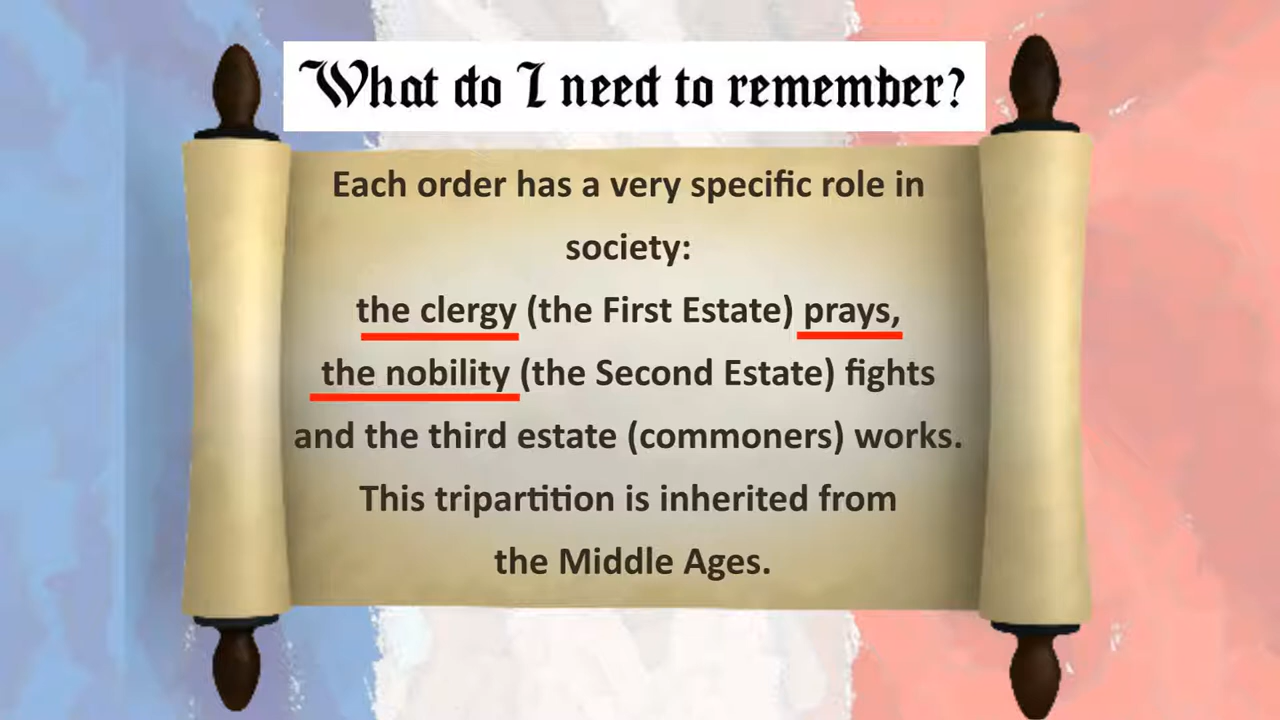 What do I need to remember?
Each order has a very specific role in
society:
the clergy (the First Estate) prays,
the nobility (the Second Estate) fights
and the third estate (commoners) works.
This tripartition is inherited from
the Middle Ages.